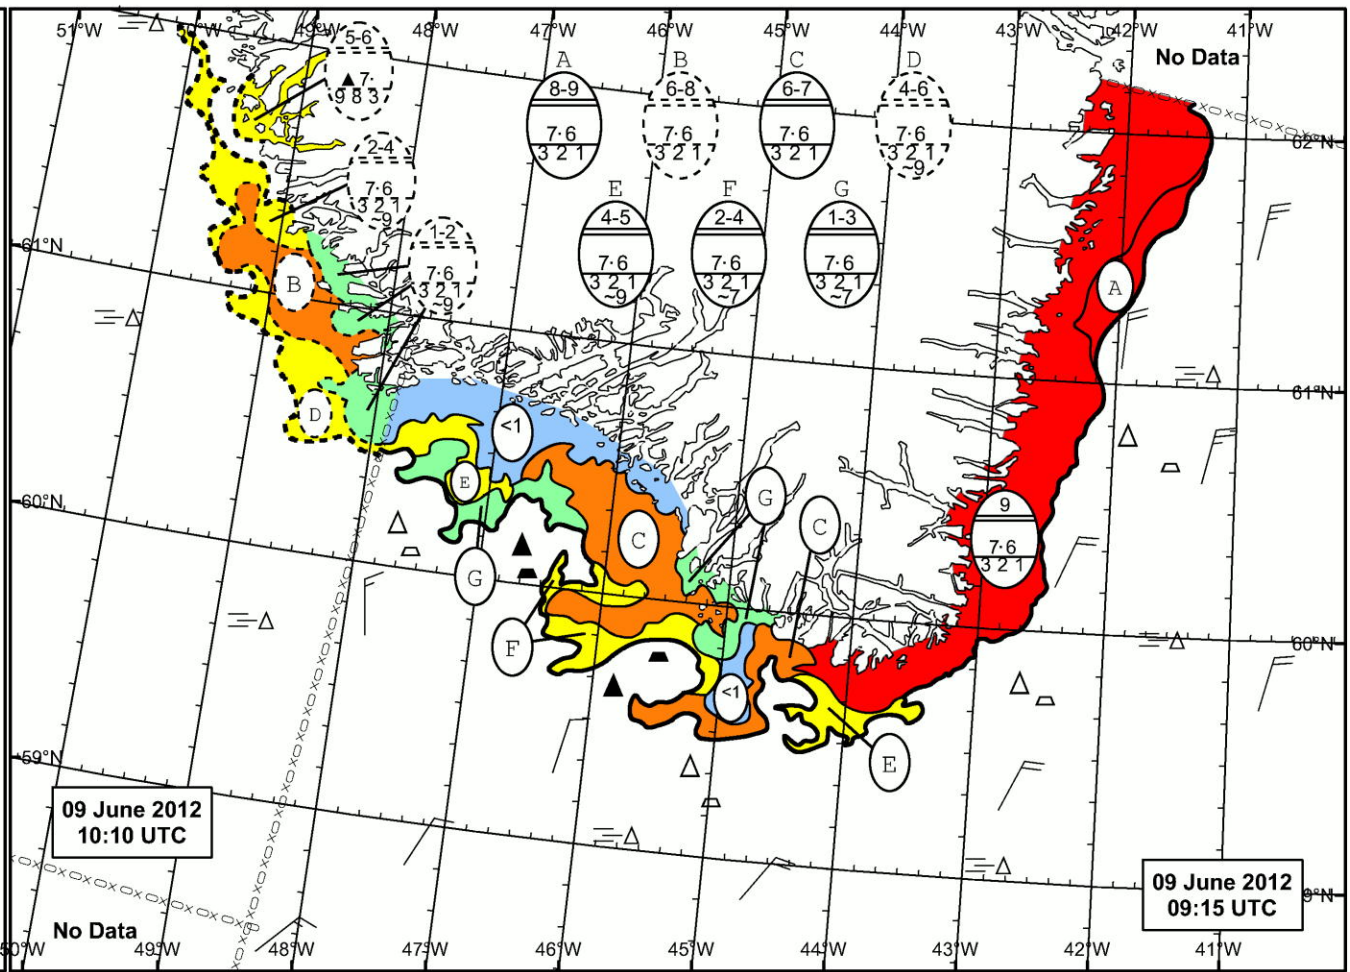 51°W 50°W 49°W 48°W 47°W 46°W 45°W 44°W 43°W 42°W 41°W
No Data
5-6
7·
9 8 3
A
8-9
7·6
3 2 1
B
6-8
7·6
3 2 1
C
6-7
7·6
3 2 1
D
4-6
7·6
3 2 1
~9
62°N
2-4
7·6
3 2 1
~9
E
4-5
7·6
3 2 1
~9
F
2-4
7·6
3 2 1
~7
G
1-3
7·6
3 2 1
~7
61°N
1-2
7·6
3 2 1
~9
B
A
61°N
D
<1
E
G
C
60°N
C
9
7·6
3 2 1
G
F
60°N
<1
E
59°N
09 June 2012
10:10 UTC
09 June 2012
09:15 UTC
9°N
No Data
50°W 49°W 48°W 47°W 46°W 45°W 44°W 43°W 42°W 41°W